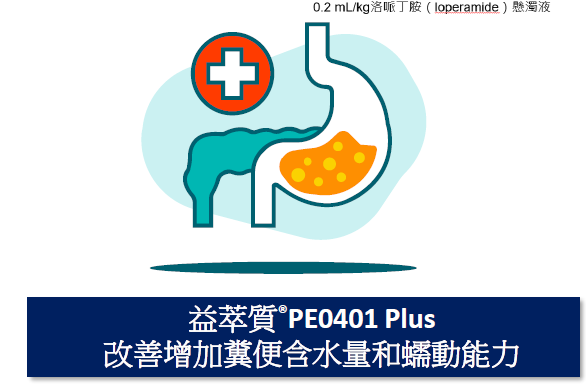 0.2 mL/kg洛哌丁胺（loperamide）懸濁液
益萃質®PE0401 Plus
改善增加糞便含水量和蠕動能力